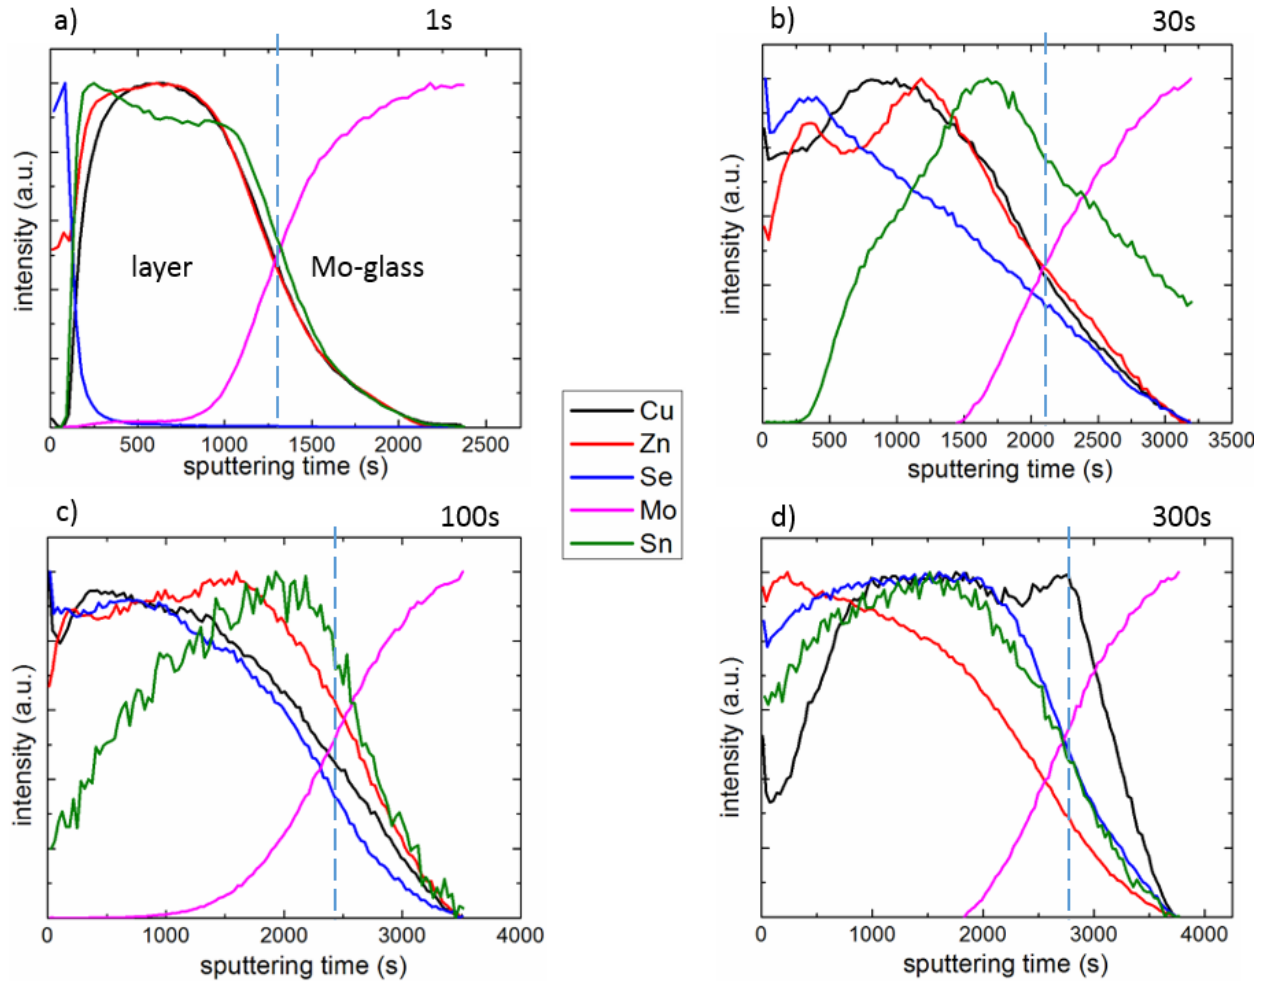 a) 1s
intensity (a.u.)
layer Mo-glass
0 500 1000 1500 2000 2500
sputtering time (s)
b) 30s
intensity (a.u.)
0 500 1000 1500 2000 2500 3000 3500
sputtering time (s)
Cu
Zn
Se
Mo
Sn
c) 100s
intensity (a.u.)
0 1000 2000 3000 4000
sputtering time (s)
d) 300s
intensity (a.u.)
0 1000 2000 3000 4000
sputtering time (s)